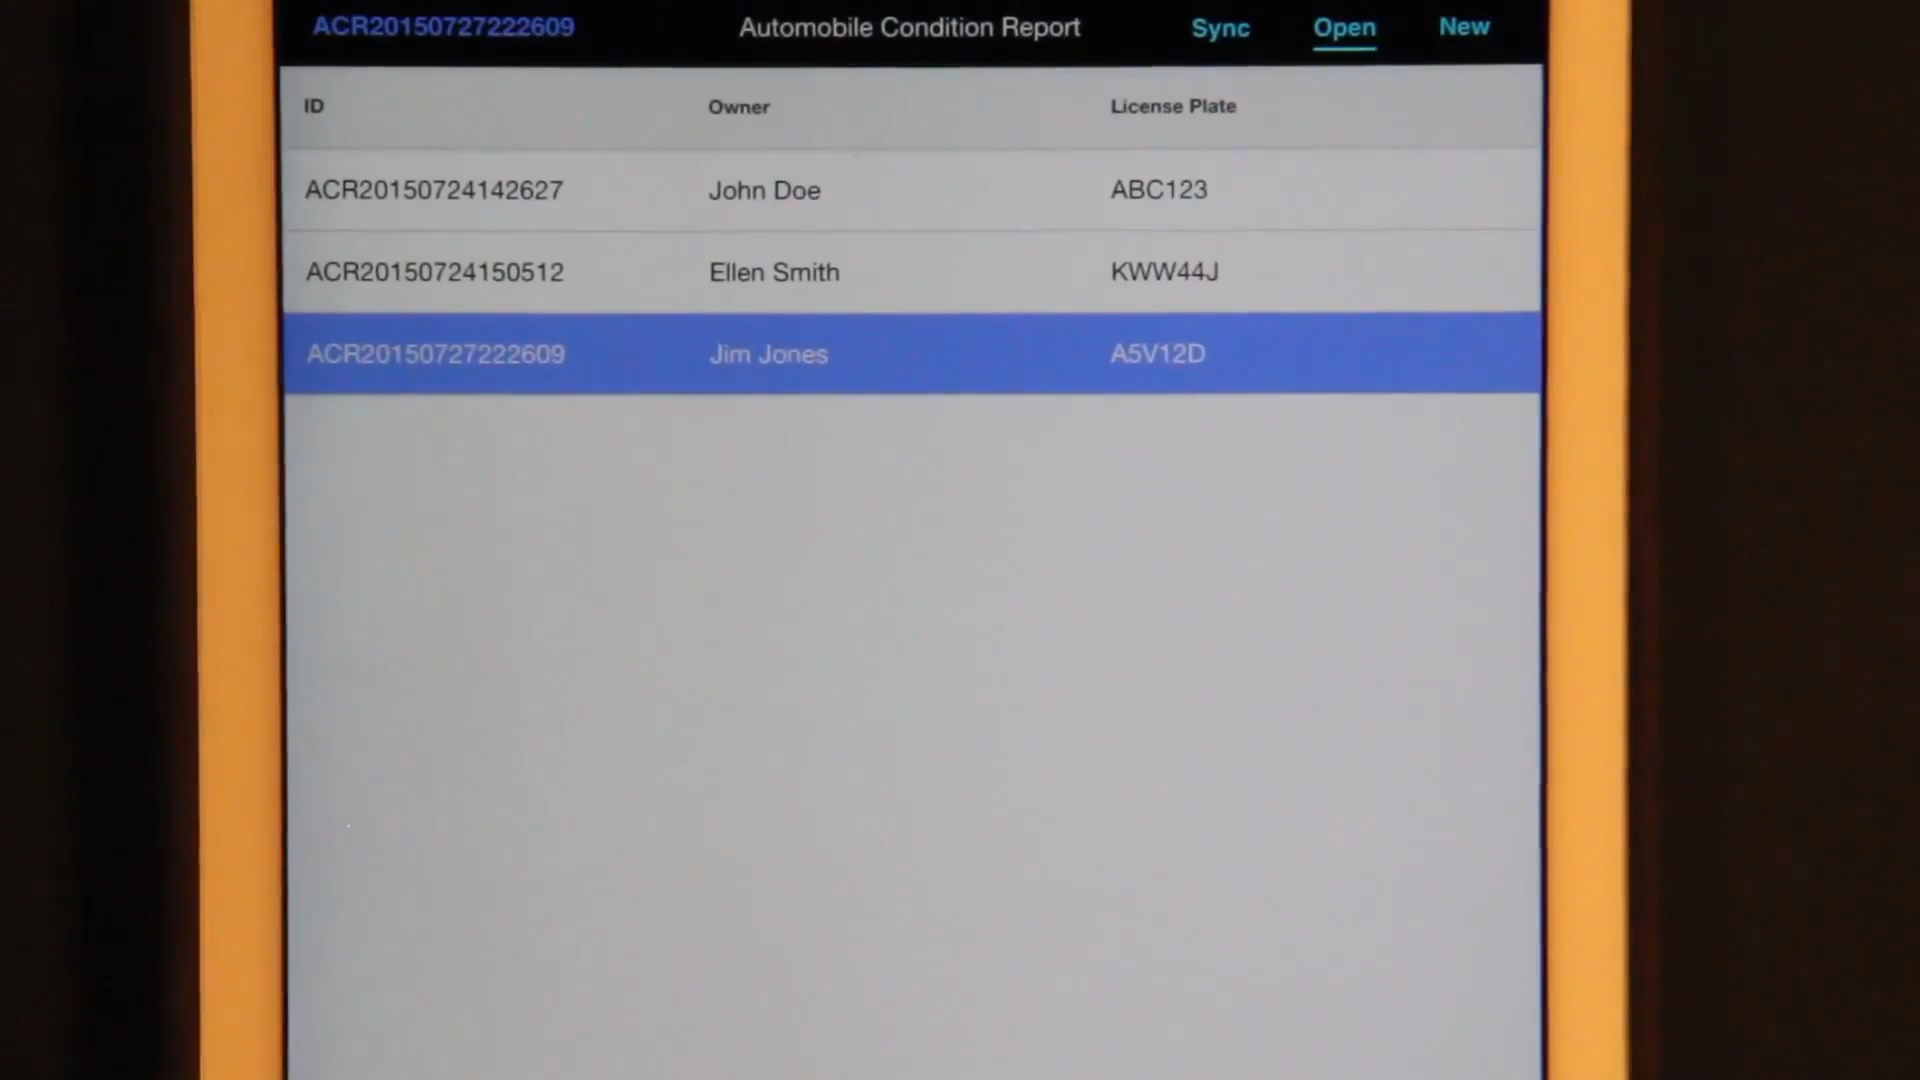 ACR20150727222609 Automobile Condition Report Sync Open New
ID Owner License Plate
ACR20150724142627 John Doe ABC123
ACR20150724150512 Ellen Smith KWW44J
ACR20150727222609 Jim Jones A5V12D